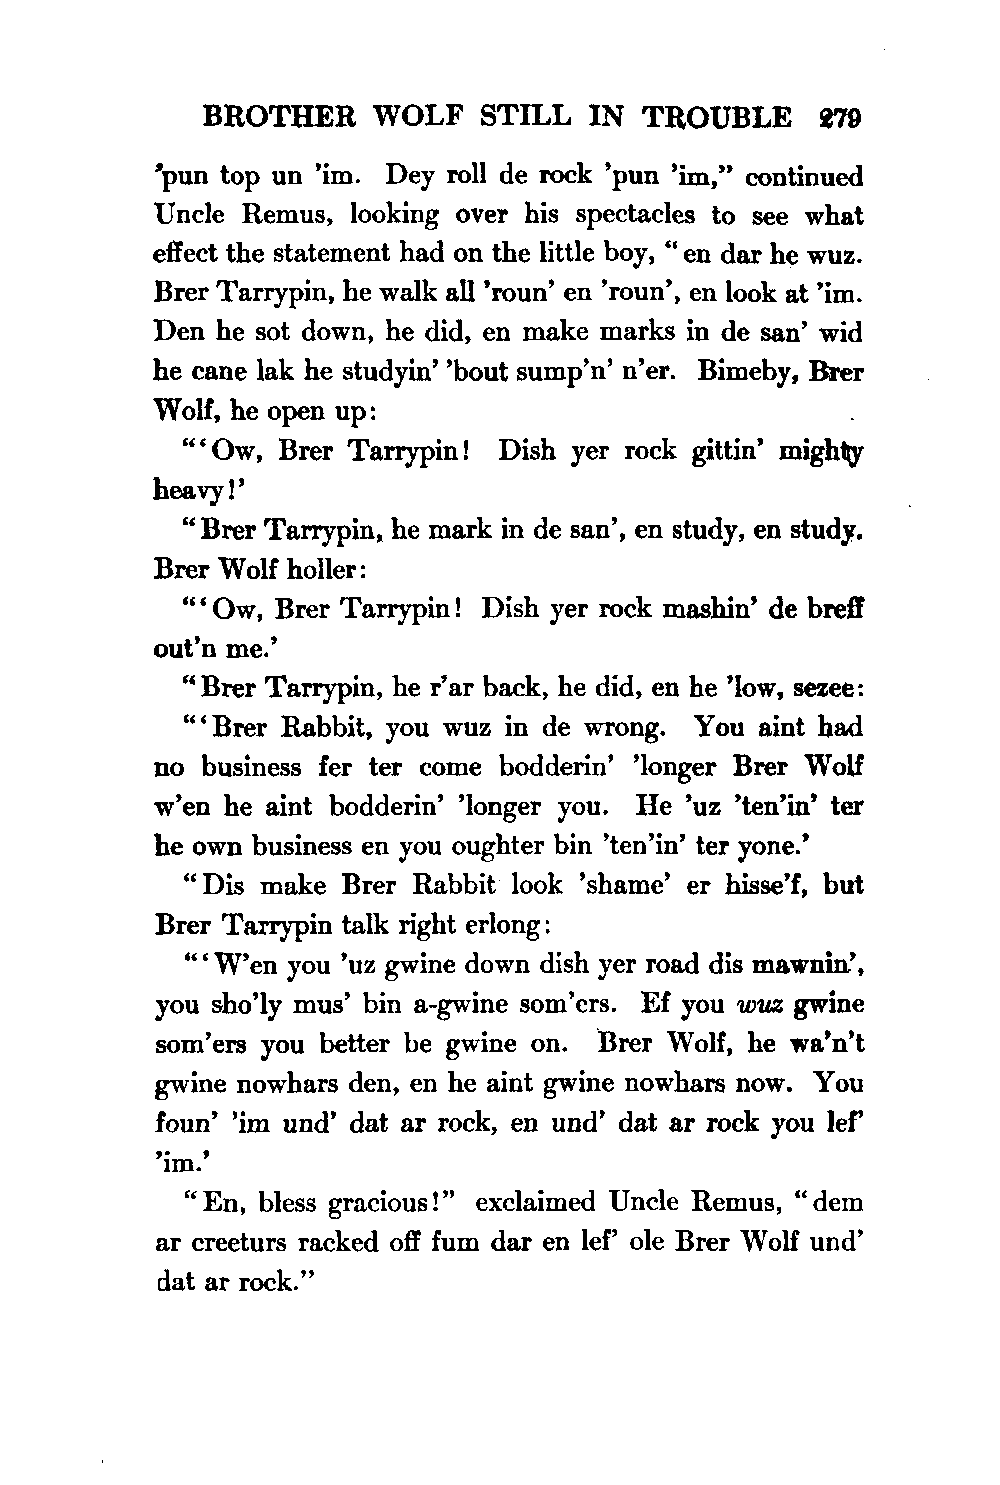 BROTHER WOLF STILL IN TROUBLE 279
'pun top un 'im. Dey roll de rock 'pun 'im," continued
Uncle Remus, looking over his spectacles to see what
effect the statement had on the little boy, "en dar he wuz.
Brer Tarrypin, he walk all 'roun' en 'roun', en look at 'im.
Den he sot down, he did, en make marks in de san' wid
he cane lak he studyin' 'bout sump'n' n'er. Bimeby, Brer
Wolf, he open up:
"'Ow, Brer Tarrypin! Dish yer rock gittin' mighty
heavy!'
"Brer Tarrypin, he mark in de san', en study, en study.
Brer Wolf holler:
"'Ow, Brer Tarrypin! Dish yer rock mashin' de breff
out'n me.'
"Brer Tarrypin, he r'ar back, he did, en he 'low, sezee:
"'Brer Rabbit, you wuz in de wrong. You aint had
no business fer ter come bodderin' 'longer Brer Wolf
w'en he aint bodderin' 'longer you. He 'uz 'ten'in' ter
he own business en you oughter bin 'ten'in' ter yone.'
"Dis make Brer Rabbit look 'shame' er hisse'f, but
Brer Tarrypin talk right erlong:
"'W'en you 'uz gwine down dish yer road dis mawnin',
you sho'ly mus' bin a-gwine som'ers. Ef you wuz gwine
som'ers you better be gwine on. Brer Wolf, he wa'n't
gwine nowhars den, en he aint gwine nowhars now. You
foun' 'im und' dat ar rock, en und' dat ar rock you lef'
'im.'
"En, bless gracious!" exclaimed Uncle Remus, "dem
ar creeturs racked off fum dar en lef' ole Brer Wolf und'
dat ar rock."